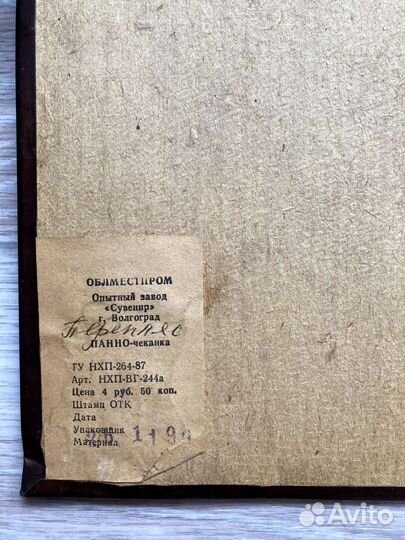 ОБЛМЕСТПРОМ
Опытный завод
«Сувенир»
г. Волгоград
ПАННО-чеканка
ТУ НХП-264-87
Арт. НХП-ВГ-244а
Цена 4 руб. 50 коп.
Штамп ОТК
Дата
Упаковщик
Материал
Avito